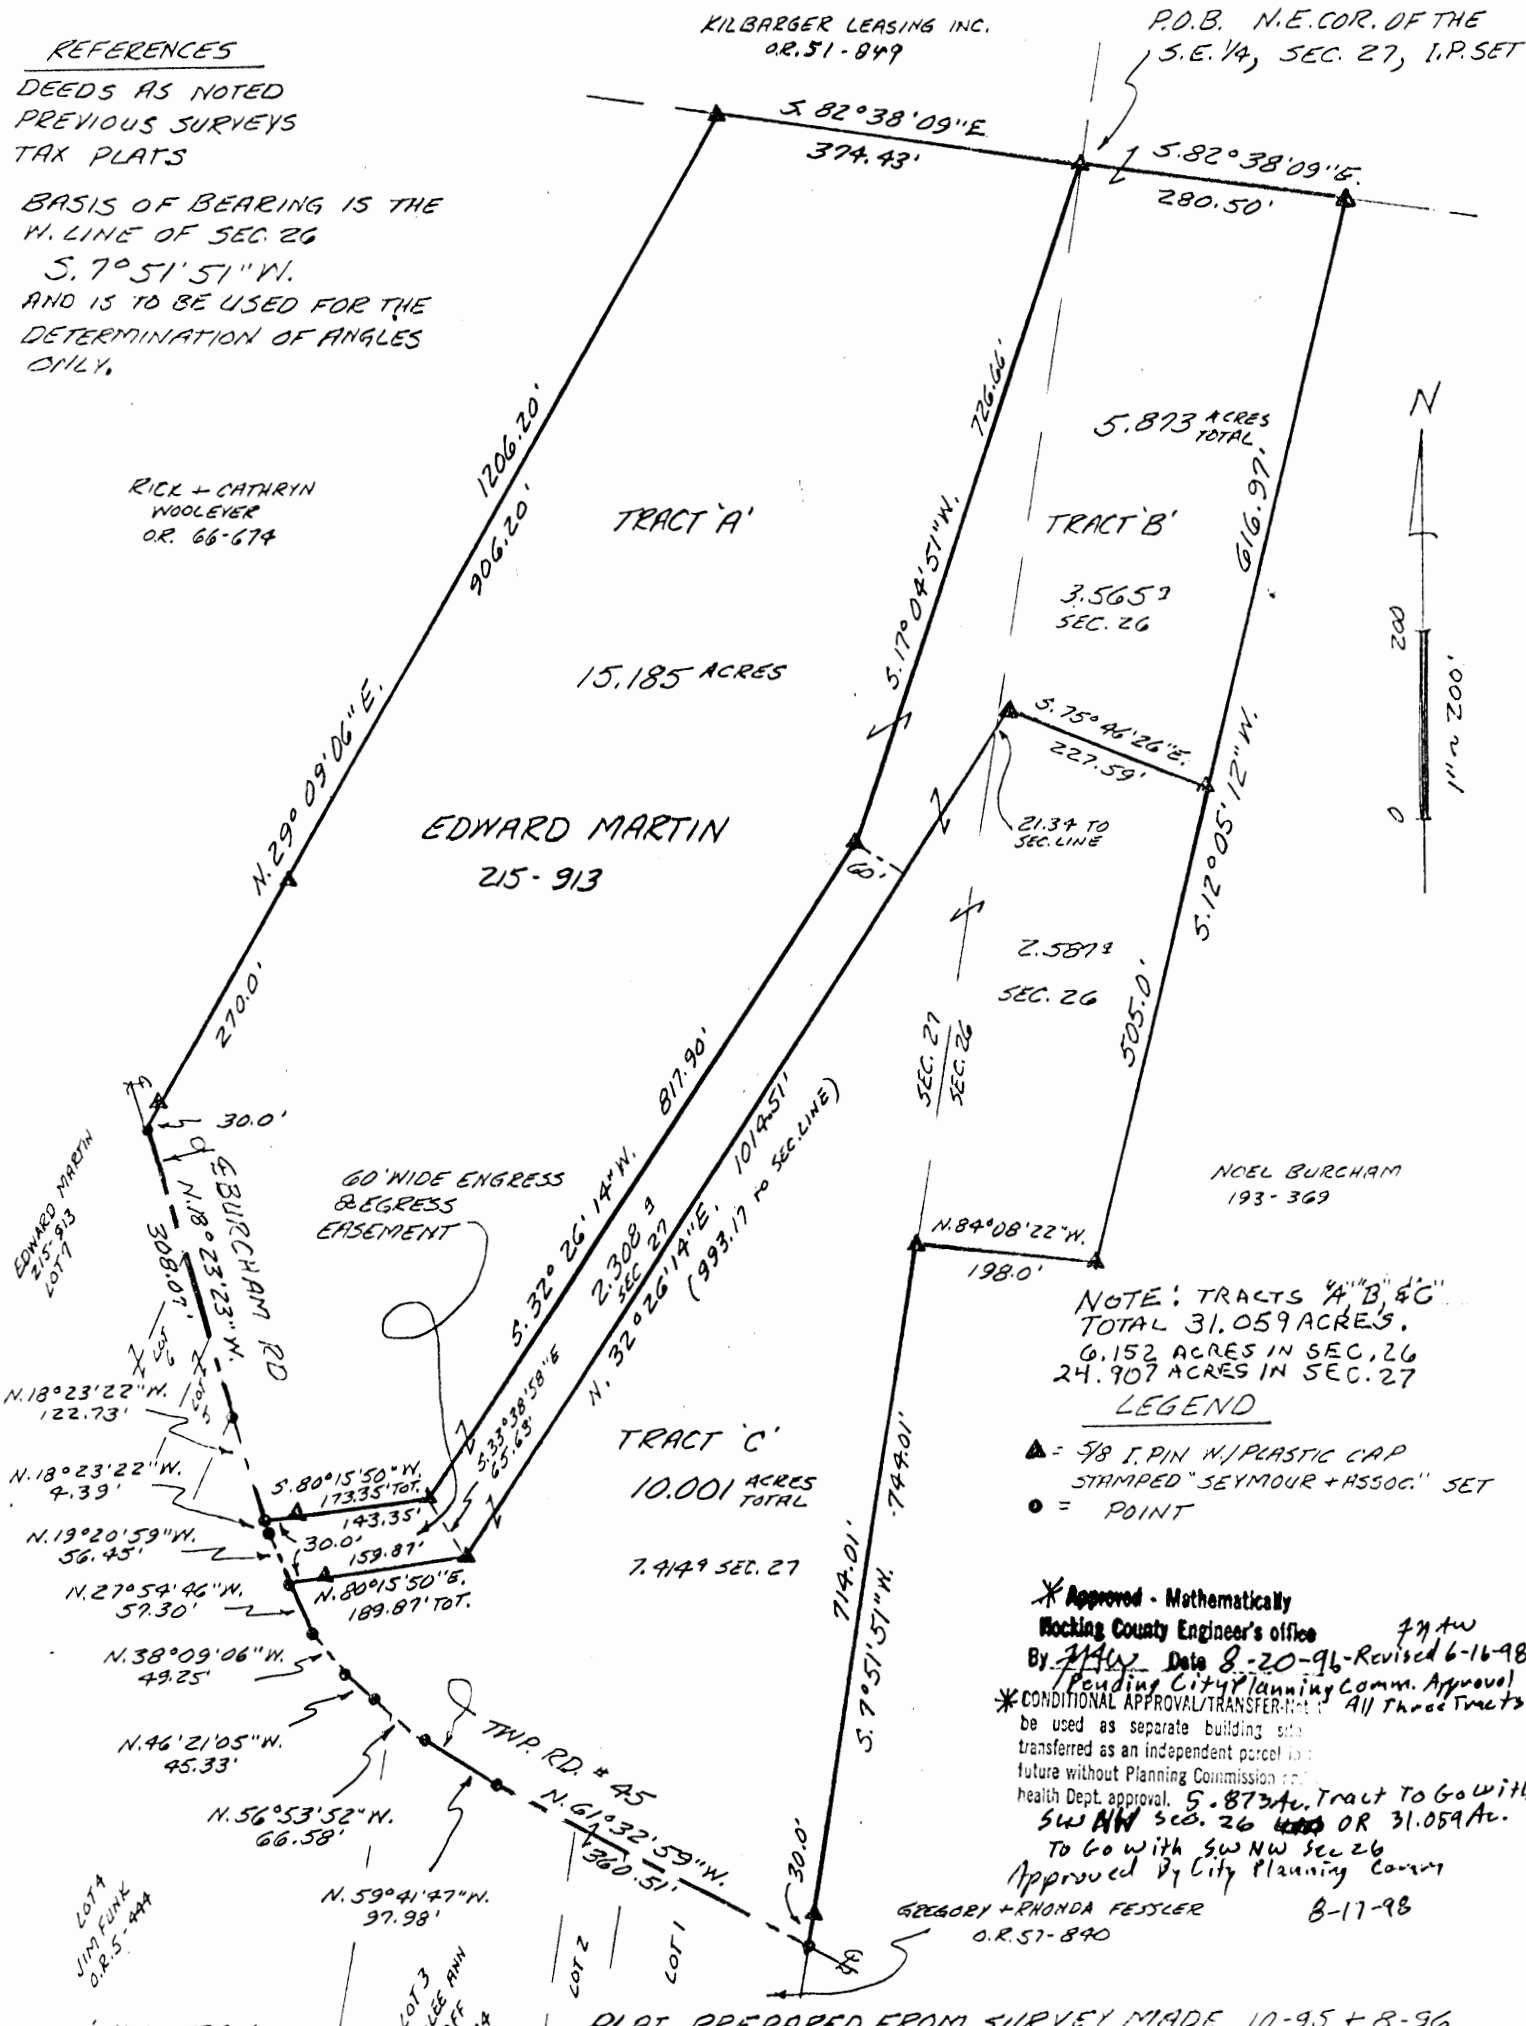 KILBARGER LEASING INC.
O.R. 51-849
P.O.B. N.E. COR. OF THE
S.E. 1/4, SEC. 27, I.P. SET
REFERENCES
DEEDS AS NOTED
PREVIOUS SURVEYS
TAX PLATS
BASIS OF BEARING IS THE
W. LINE OF SEC. 26
S. 7° 51' 51" W.
AND IS TO BE USED FOR THE
DETERMINATION OF ANGLES
ONLY.
S. 82° 38' 09" E
374.43'
S. 82° 38' 09" E.
280.50'
1206.20'
906.20'
726.66'
5.873 ACRES
TOTAL
616.97'
N
RICK + CATHRYN
WOOLEVER
O.R. 66-674
TRACT 'A'
TRACT 'B'
3.565 a
SEC. 26
S. 17° 04' 51" W.
15.185 ACRES
200
0
1" ~ 200'
N. 29° 09' 06" E.
S. 75° 46' 26" E.
227.59'
21.34 TO
SEC. LINE
EDWARD MARTIN
215-913
60'
S. 12° 05' 12" W.
2.587 a
SEC. 26
270.0'
505.0'
SEC. 27
SEC. 26
817.90'
1014.51'
(993.17 TO SEC. LINE)
30.0'
EDWARD MARTIN
215-913
LOT 7
℄ BURCHAM RD
N. 18° 23' 23" W.
308.07'
60' WIDE ENGRESS
& EGRESS
EASEMENT
S. 32° 26' 14" W.
2.308 a
SEC 27
N. 32° 26' 14" E.
NOEL BURCHAM
193-369
N. 84° 08' 22" W.
198.0'
NOTE: TRACTS "A", "B", & "C"
TOTAL 31.059 ACRES.
6.152 ACRES IN SEC. 26
24.907 ACRES IN SEC. 27
LEGEND
= 5/8 I. PIN W/PLASTIC CAP
STAMPED "SEYMOUR + ASSOC." SET
= POINT
LOT 6
LOT 5
N. 18° 23' 22" W.
122.73'
N. 18° 23' 22" W.
4.39'
N. 19° 20' 59" W.
56.45'
N. 27° 54' 46" W.
57.30'
N. 38° 09' 06" W.
49.25'
N. 46° 21' 05" W.
45.33'
N. 56° 53' 52" W.
66.58'
N. 59° 41' 47" W.
97.98'
S. 80° 15' 50" W.
173.35' TOT.
143.35'
S. 33° 38' 58" E
65.63'
30.0'
159.87'
N. 80° 15' 50" E.
189.87' TOT.
TRACT 'C'
10.001 ACRES
TOTAL
7.414 a SEC. 27
744.01'
714.01'
S. 7° 51' 51" W.
TWP. RD. # 45
N. 61° 32' 59" W.
360.51'
30.0'
* Approved - Mathematically
Hocking County Engineer's office
By Date 8-20-96 - Revised 6-16-98
Pending City Planning Comm. Approval
* CONDITIONAL APPROVAL/TRANSFER All Three Tracts
be used as separate building
transferred as an independent parcel
future without Planning Commission
health Dept. approval. 5.873 Ac. Tract To Go with
SW NW Sec. 26 OR 31.059 Ac.
To Go with SW NW Sec 26
Approved By City Planning Comm
8-17-98
GREGORY + RHONDA FESSLER
O.R. 57-840
LOT 4
JIM FUNK
O.R. 5-444
LOT 3
LEE ANN
LOT 2
LOT 1
PLAT PREPARED FROM SURVEY MADE 10-95 + 8-96